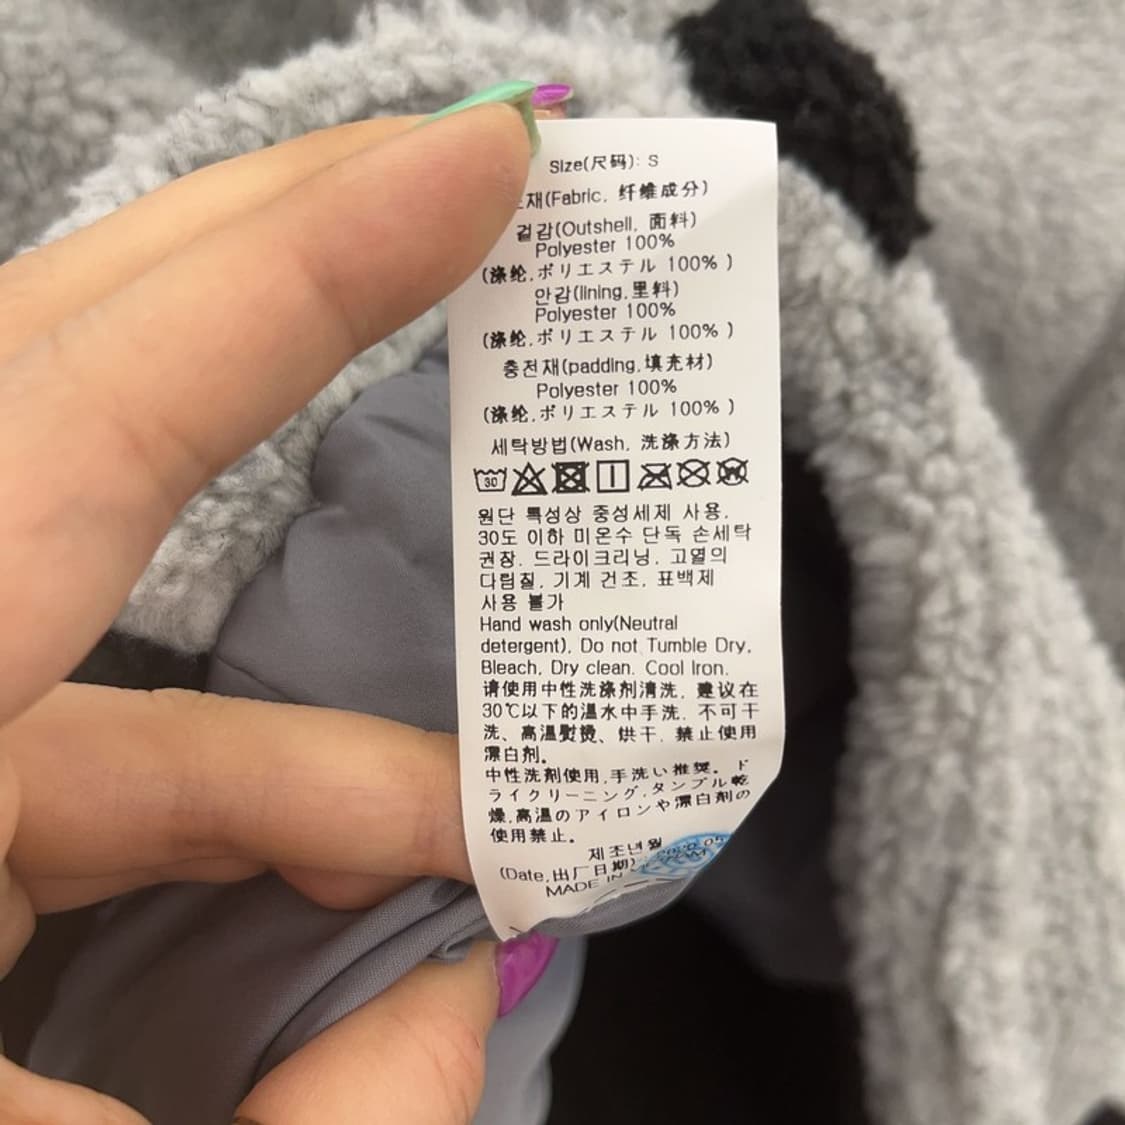 Size(尺码): S
재(Fabric, 纤维成分)
겉감(Outshell, 面料)
Polyester 100%
(涤纶,ポリエステル 100% )
안감(lining,里料)
Polyester 100%
(涤纶,ポリエステル 100% )
충전재(padding,填充材)
Polyester 100%
(涤纶,ポリエステル 100% )
세탁방법(Wash, 洗涤方法)
30
원단 특성상 중성세제 사용,
30도 이하 미온수 단독 손세탁
권장. 드라이크리닝, 고열의
다림질, 기계 건조, 표백제
사용 불가
Hand wash only(Neutral
detergent), Do not Tumble Dry,
Bleach, Dry clean. Cool Iron.
请使用中性洗涤剂清洗, 建议在
30℃以下的温水中手洗, 不可干
洗、高温熨烫、烘干, 禁止使用
漂白剂。
中性洗剤使用,手洗い推奨。ド
ライクリーニング,タンブル乾
燥,高温のアイロンや漂白剤の
使用禁止。
제조년월
(Date,出厂日期)
MADE IN